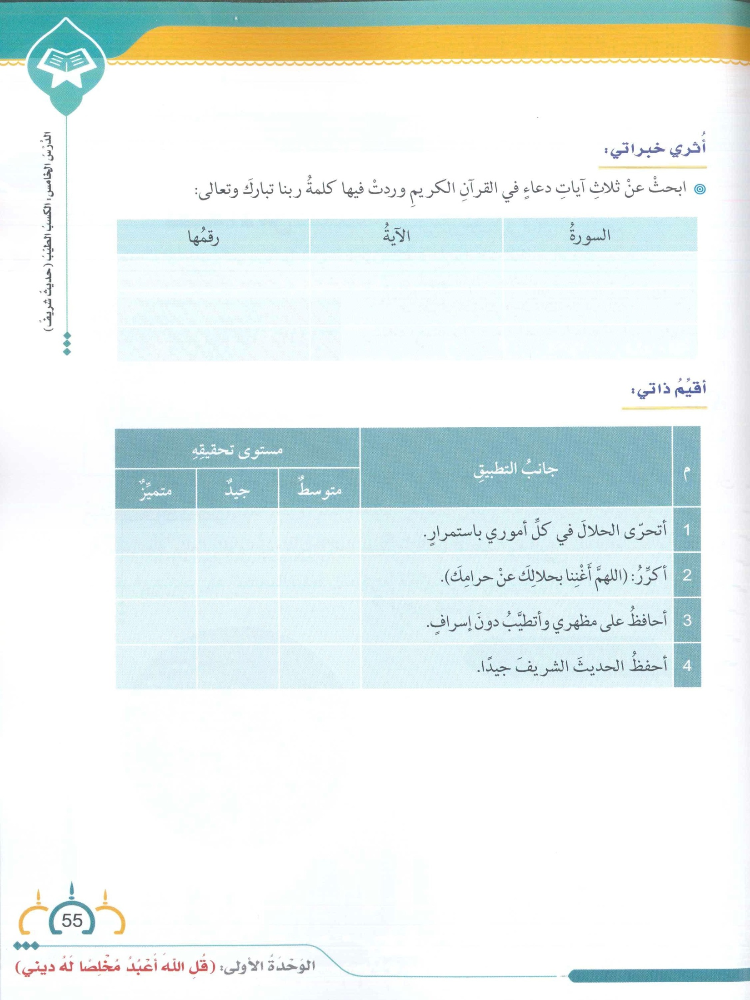 الدَّرْسُ الخامس: الكسبُ الطيّبُ (حديثٌ شريفٌ)
أُثري خبراتي:
ابحثْ عنْ ثلاثِ آياتِ دعاءٍ في القرآنِ الكريمِ وردتْ فيها كلمةُ ربنا تباركَ وتعالى:
السورةُ الآيةُ رقمُها
أقيِّمُ ذاتي:
م جانبُ التطبيقِ مستوى تحقيقِهِ
متوسطٌ جيدٌ متميِّزٌ
1 أتحرّى الحلالَ في كلِّ أموري باستمرارٍ.
2 أكرِّرُ: (اللهمَّ أَغْنِنا بحلالِكَ عنْ حرامِكَ).
3 أحافظُ على مظهري وأتطيَّبُ دونَ إسرافٍ.
4 أحفظُ الحديثَ الشريفَ جيدًا.
55
الوَحْدَةُ الأولى: (قُلِ اللَّهَ أَعْبُدُ مُخْلِصًا لَهُ ديني)